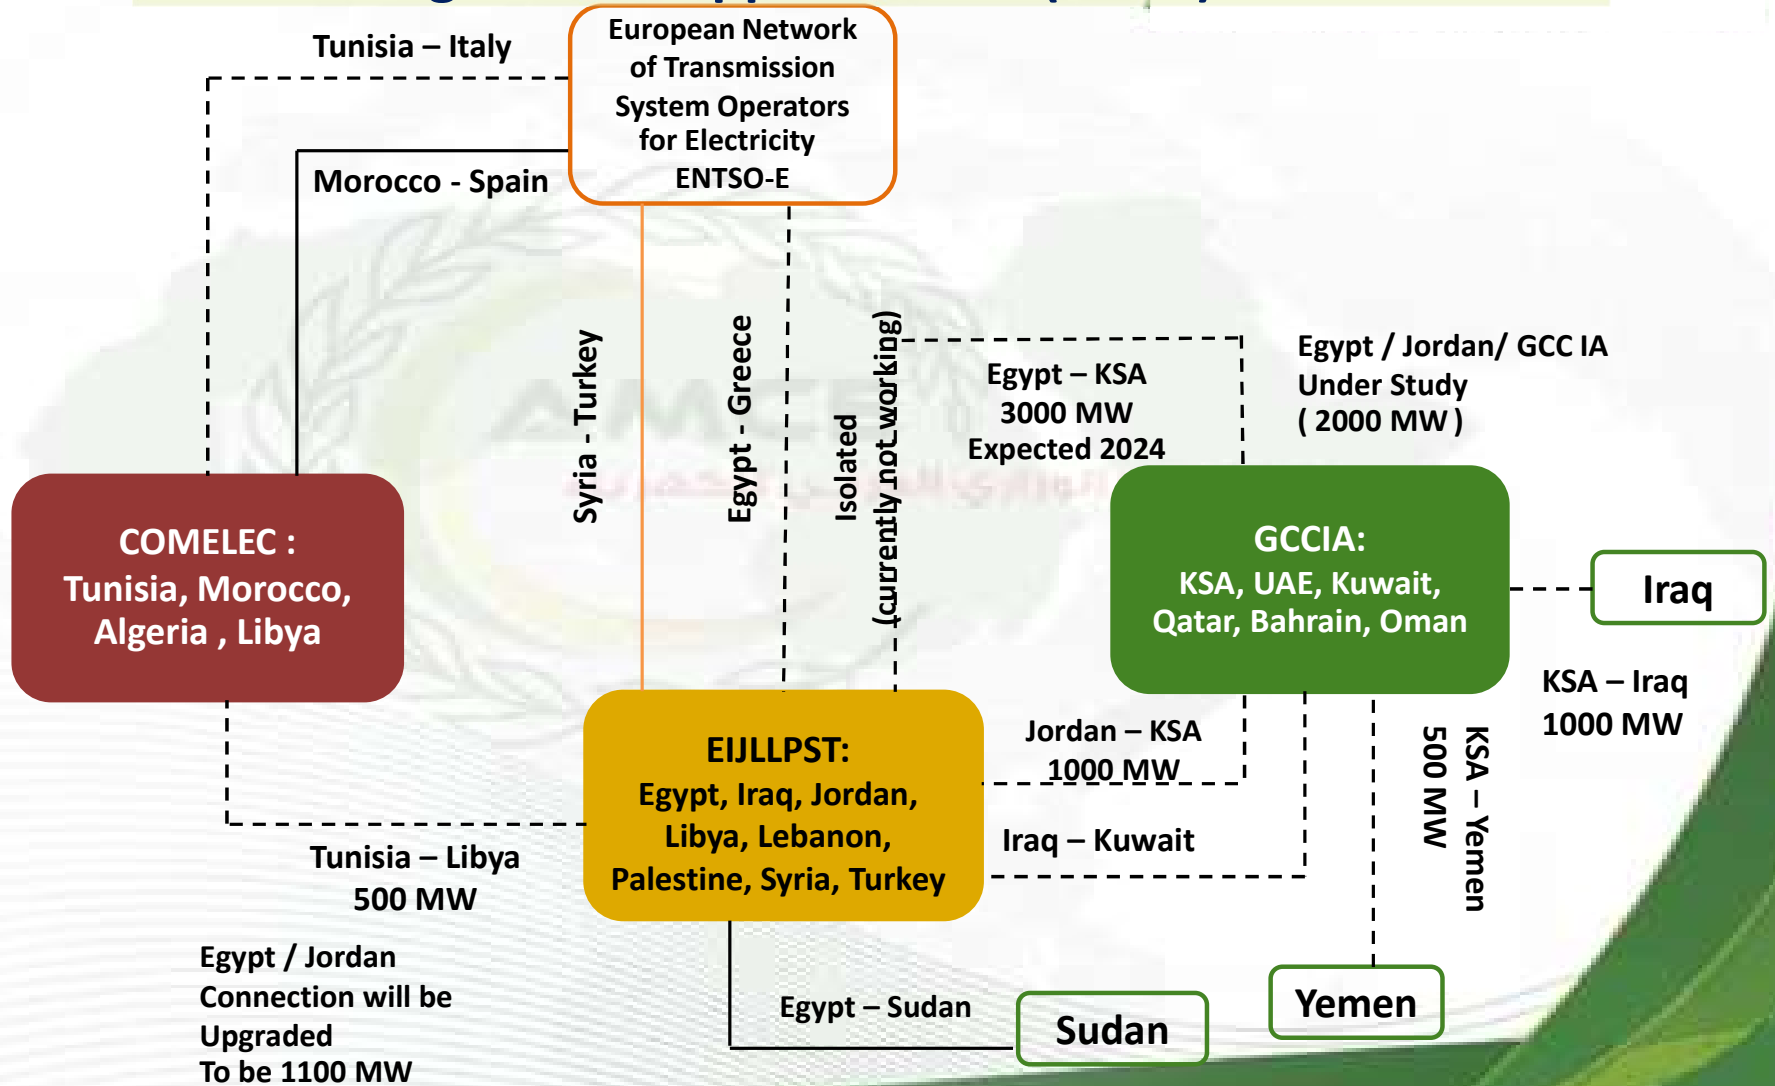 Tunisia – Italy
European Network
of Transmission
System Operators
for Electricity
ENTSO-E
Morocco - Spain
Syria - Turkey
Egypt - Greece
Isolated
(currently not working)
Egypt – KSA
3000 MW
Expected 2024
Egypt / Jordan/ GCC IA
Under Study
( 2000 MW )
COMELEC :
Tunisia, Morocco,
Algeria , Libya
GCCIA:
KSA, UAE, Kuwait,
Qatar, Bahrain, Oman
Iraq
KSA – Iraq
1000 MW
EIJLLPST:
Egypt, Iraq, Jordan,
Libya, Lebanon,
Palestine, Syria, Turkey
Jordan – KSA
1000 MW
Iraq – Kuwait
KSA – Yemen
500 MW
Tunisia – Libya
500 MW
Egypt / Jordan
Connection will be
Upgraded
To be 1100 MW
Egypt – Sudan
Sudan
Yemen